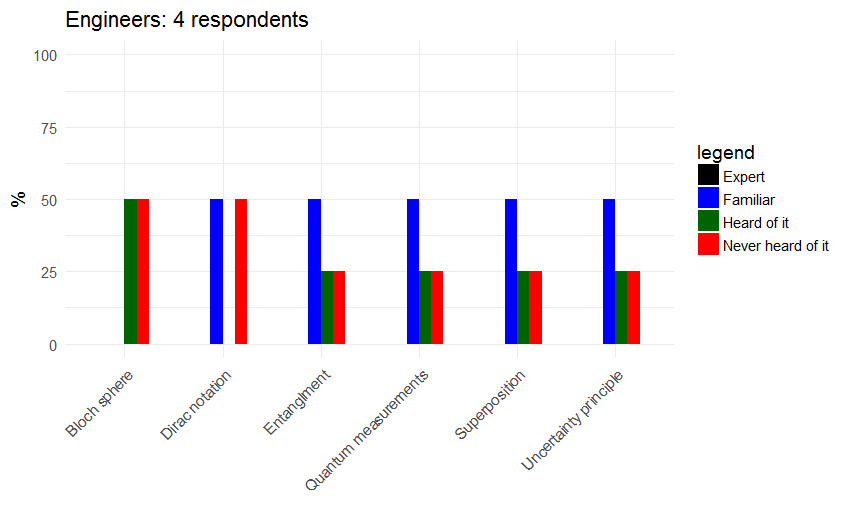 Engineers: 4 respondents
100
75
50
25
0
%
Bloch sphere
Dirac notation
Entanglment
Quantum measurements
Superposition
Uncertainty principle
legend
Expert
Familiar
Heard of it
Never heard of it